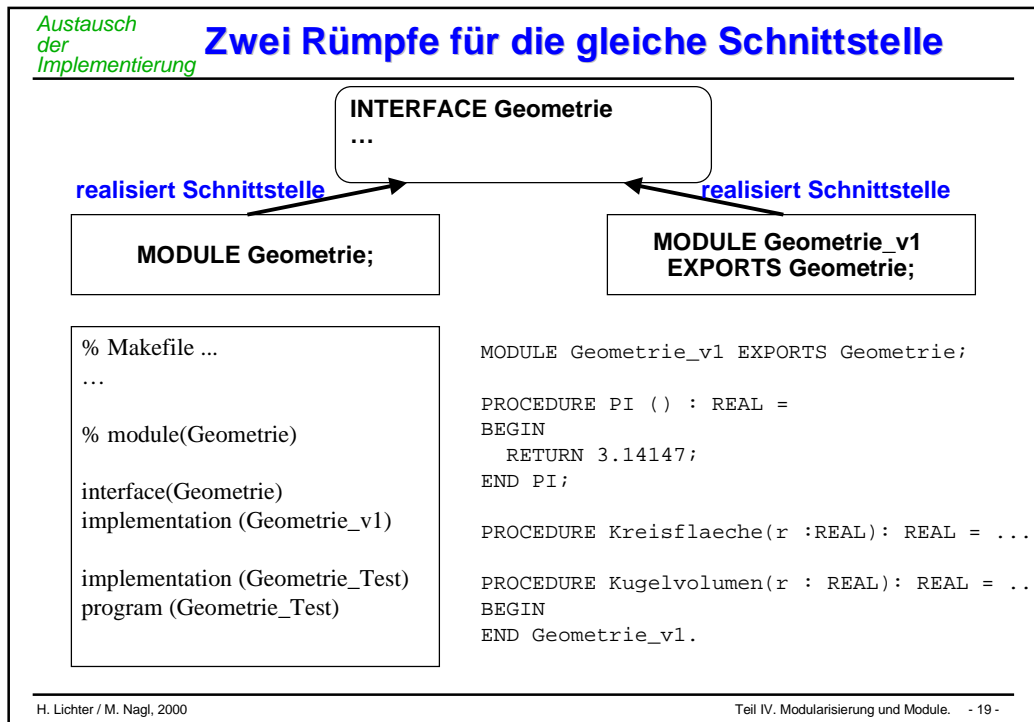 Austausch
der
Implementierung
Zwei Rümpfe für die gleiche Schnittstelle
INTERFACE Geometrie
…
realisiert Schnittstelle
realisiert Schnittstelle
MODULE Geometrie;
MODULE Geometrie_v1
EXPORTS Geometrie;
% Makefile ...
…
% module(Geometrie)
interface(Geometrie)
implementation (Geometrie_v1)
implementation (Geometrie_Test)
program (Geometrie_Test)
MODULE Geometrie_v1 EXPORTS Geometrie;
PROCEDURE PI () : REAL =
BEGIN
RETURN 3.14147;
END PI;
PROCEDURE Kreisflaeche(r :REAL): REAL = ...
PROCEDURE Kugelvolumen(r : REAL): REAL = ..
BEGIN
END Geometrie_v1.
H. Lichter / M. Nagl, 2000
Teil IV. Modularisierung und Module. - 19 -